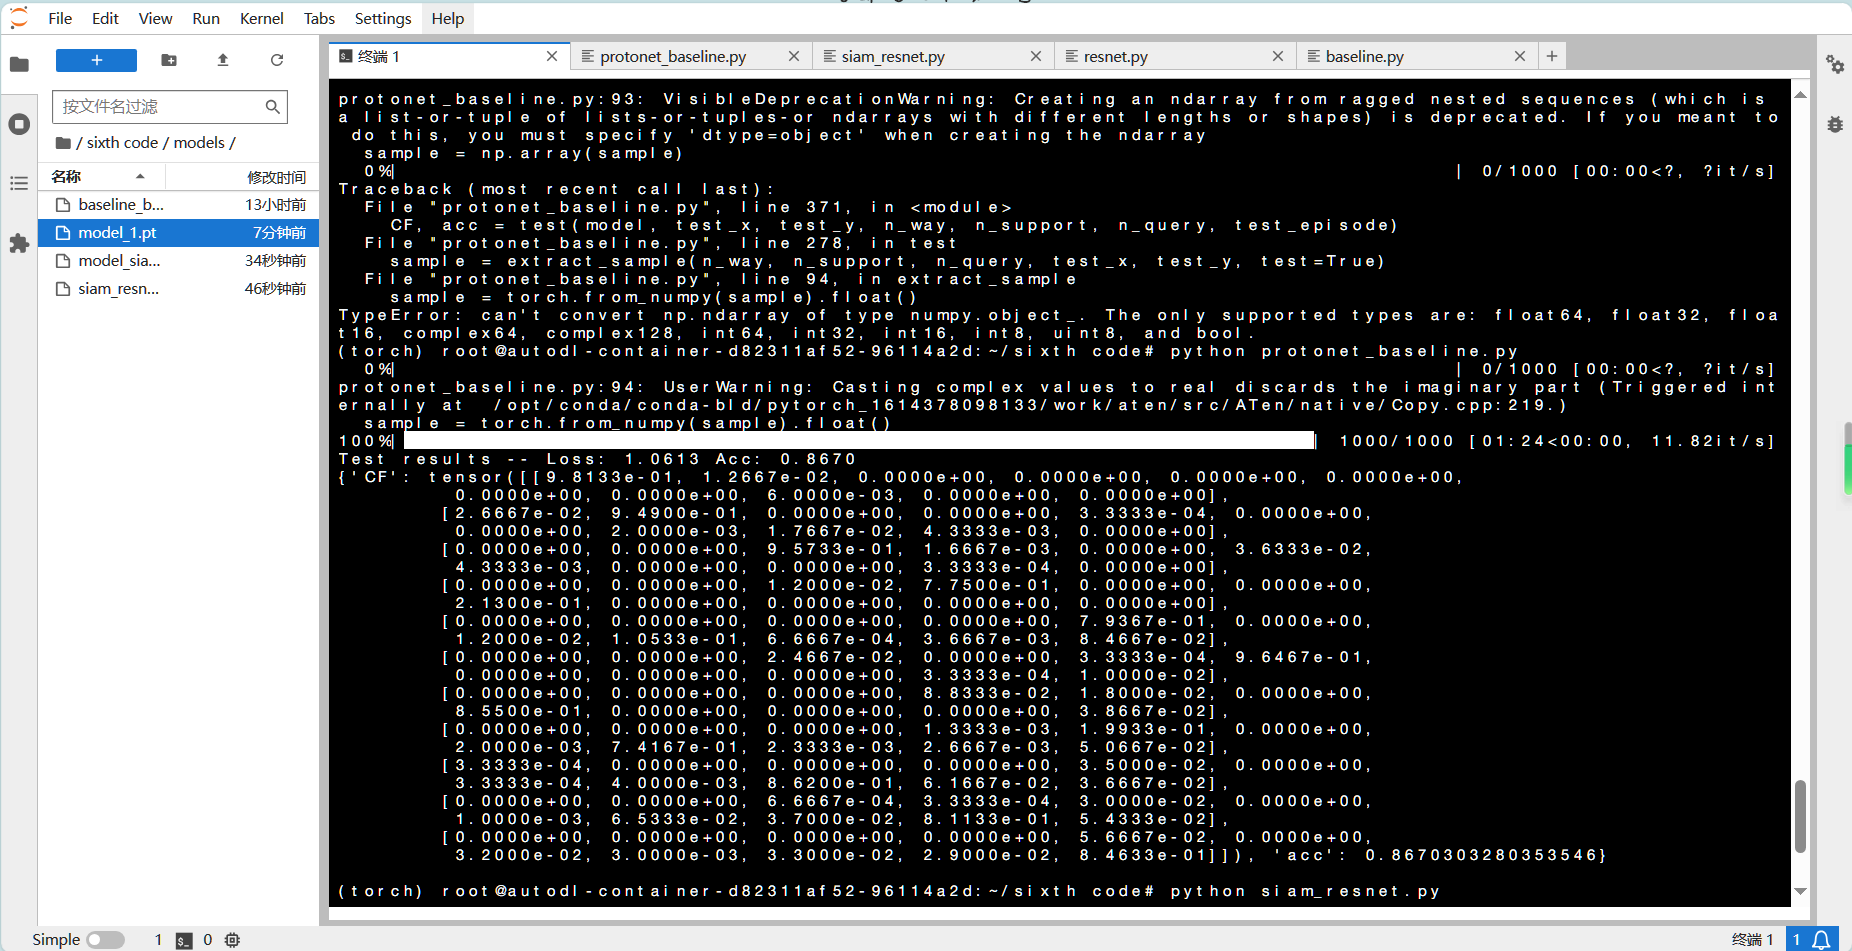 File Edit View Run Kernel Tabs Settings Help
终端 1
protonet_baseline.py
siam_resnet.py
resnet.py
baseline.py
按文件名过滤
/ sixth code / models /
名称 修改时间
baseline_b... 13小时前
model_1.pt 7分钟前
model_sia... 34秒钟前
siam_resn... 46秒钟前
protonet_baseline.py:93: VisibleDeprecationWarning: Creating an ndarray from ragged nested sequences (which is
a list-or-tuple of lists-or-tuples-or ndarrays with different lengths or shapes) is deprecated. If you meant to
do this, you must specify 'dtype=object' when creating the ndarray
sample = np.array(sample)
0%| | 0/1000 [00:00<?, ?it/s]
Traceback (most recent call last):
File "protonet_baseline.py", line 371, in <module>
CF, acc = test(model, test_x, test_y, n_way, n_support, n_query, test_episode)
File "protonet_baseline.py", line 278, in test
sample = extract_sample(n_way, n_support, n_query, test_x, test_y, test=True)
File "protonet_baseline.py", line 94, in extract_sample
sample = torch.from_numpy(sample).float()
TypeError: can't convert np.ndarray of type numpy.object_. The only supported types are: float64, float32, floa
t16, complex64, complex128, int64, int32, int16, int8, uint8, and bool.
(torch) root@autodl-container-d82311af52-96114a2d:~/sixth code# python protonet_baseline.py
0%| | 0/1000 [00:00<?, ?it/s]
protonet_baseline.py:94: UserWarning: Casting complex values to real discards the imaginary part (Triggered int
ernally at  /opt/conda/conda-bld/pytorch_1614378098133/work/aten/src/ATen/native/Copy.cpp:219.)
sample = torch.from_numpy(sample).float()
100%| | 1000/1000 [01:24<00:00, 11.82it/s]
Test results -- Loss: 1.0613 Acc: 0.8670
{'CF': tensor([[9.8133e-01, 1.2667e-02, 0.0000e+00, 0.0000e+00, 0.0000e+00, 0.0000e+00,
0.0000e+00, 0.0000e+00, 6.0000e-03, 0.0000e+00, 0.0000e+00],
[2.6667e-02, 9.4900e-01, 0.0000e+00, 0.0000e+00, 3.3333e-04, 0.0000e+00,
0.0000e+00, 2.0000e-03, 1.7667e-02, 4.3333e-03, 0.0000e+00],
[0.0000e+00, 0.0000e+00, 9.5733e-01, 1.6667e-03, 0.0000e+00, 3.6333e-02,
4.3333e-03, 0.0000e+00, 0.0000e+00, 3.3333e-04, 0.0000e+00],
[0.0000e+00, 0.0000e+00, 1.2000e-02, 7.7500e-01, 0.0000e+00, 0.0000e+00,
2.1300e-01, 0.0000e+00, 0.0000e+00, 0.0000e+00, 0.0000e+00],
[0.0000e+00, 0.0000e+00, 0.0000e+00, 0.0000e+00, 7.9367e-01, 0.0000e+00,
1.2000e-02, 1.0533e-01, 6.6667e-04, 3.6667e-03, 8.4667e-02],
[0.0000e+00, 0.0000e+00, 2.4667e-02, 0.0000e+00, 3.3333e-04, 9.6467e-01,
0.0000e+00, 0.0000e+00, 0.0000e+00, 3.3333e-04, 1.0000e-02],
[0.0000e+00, 0.0000e+00, 0.0000e+00, 8.8333e-02, 1.8000e-02, 0.0000e+00,
8.5500e-01, 0.0000e+00, 0.0000e+00, 0.0000e+00, 3.8667e-02],
[0.0000e+00, 0.0000e+00, 0.0000e+00, 1.3333e-03, 1.9933e-01, 0.0000e+00,
2.0000e-03, 7.4167e-01, 2.3333e-03, 2.6667e-03, 5.0667e-02],
[3.3333e-04, 0.0000e+00, 0.0000e+00, 0.0000e+00, 3.5000e-02, 0.0000e+00,
3.3333e-04, 4.0000e-03, 8.6200e-01, 6.1667e-02, 3.6667e-02],
[0.0000e+00, 0.0000e+00, 6.6667e-04, 3.3333e-04, 3.0000e-02, 0.0000e+00,
1.0000e-03, 6.5333e-02, 3.7000e-02, 8.1133e-01, 5.4333e-02],
[0.0000e+00, 0.0000e+00, 0.0000e+00, 0.0000e+00, 5.6667e-02, 0.0000e+00,
3.2000e-02, 3.0000e-03, 3.3000e-02, 2.9000e-02, 8.4633e-01]]), 'acc': 0.8670303280353546}
(torch) root@autodl-container-d82311af52-96114a2d:~/sixth code# python siam_resnet.py
Simple 1 0 终端 1 1